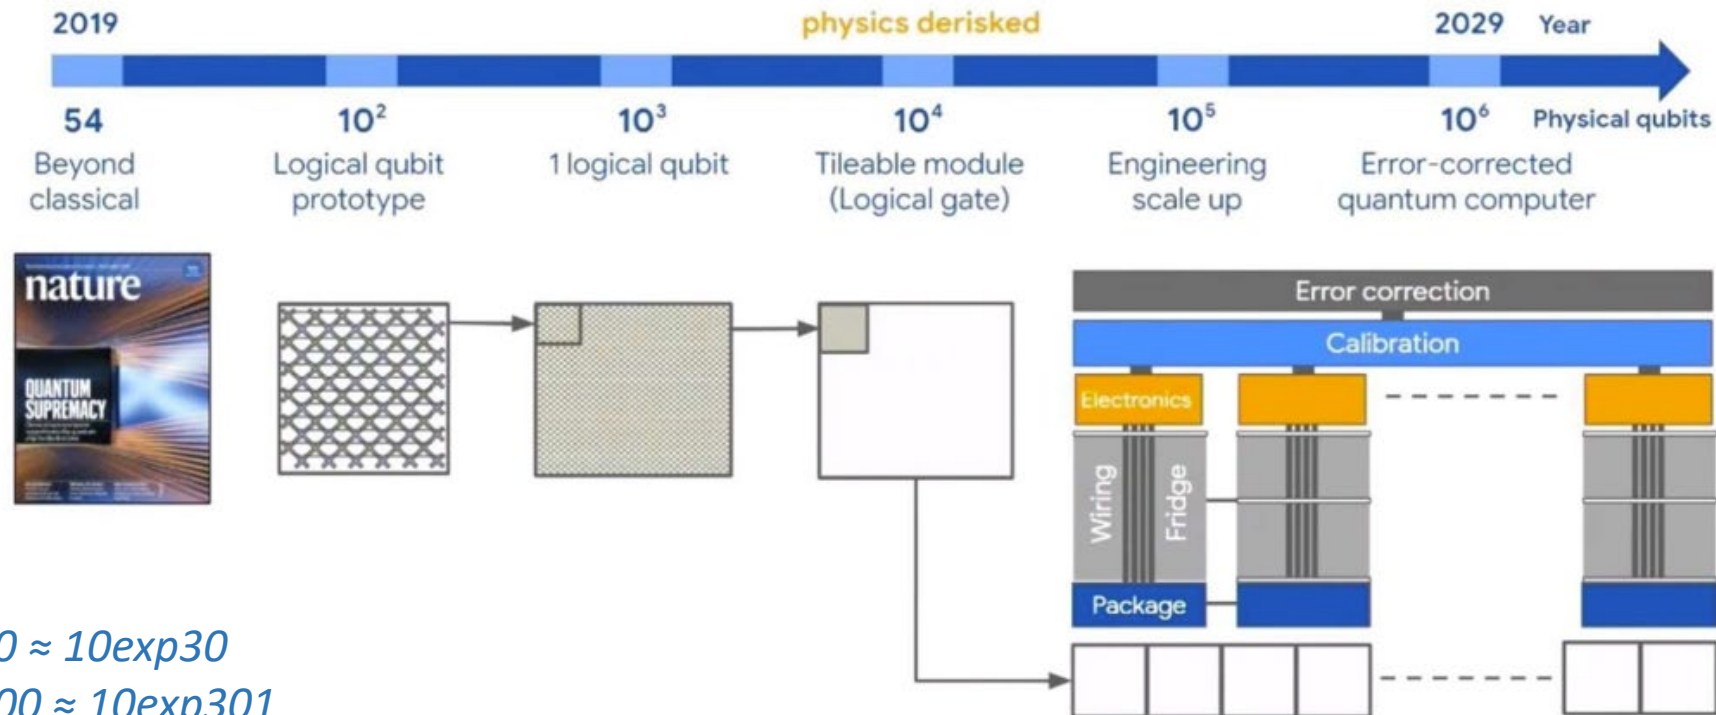 2019 physics derisked 2029 Year
54 10² 10³ 10⁴ 10⁵ 10⁶ Physical qubits
Beyond
classical
Logical qubit
prototype
1 logical qubit
Tileable module
(Logical gate)
Engineering
scale up
Error-corrected
quantum computer
nature
QUANTUM
SUPREMACY
Error correction
Calibration
Electronics
Wiring
Fridge
Package
0 ≈ 10exp30
00 ≈ 10exp301